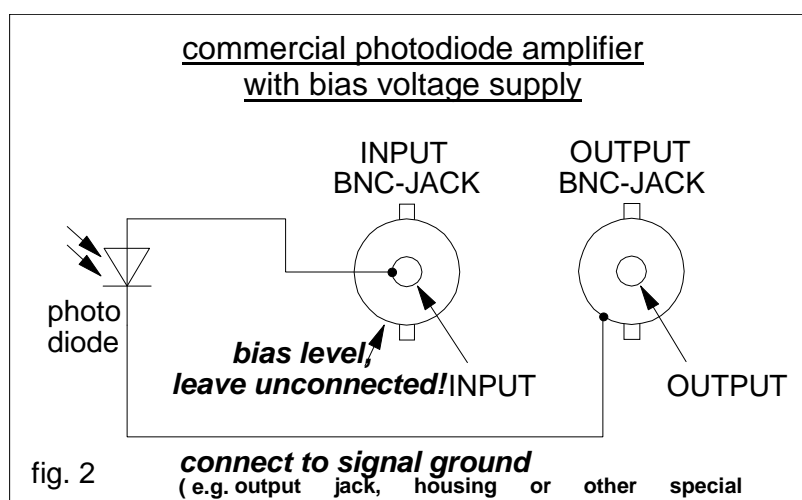 commercial photodiode amplifier
with bias voltage supply
INPUT
BNC-JACK
OUTPUT
BNC-JACK
photo
diode
bias level,
leave unconnected!
INPUT
OUTPUT
fig. 2
connect to signal ground
( e.g. output jack, housing or other special